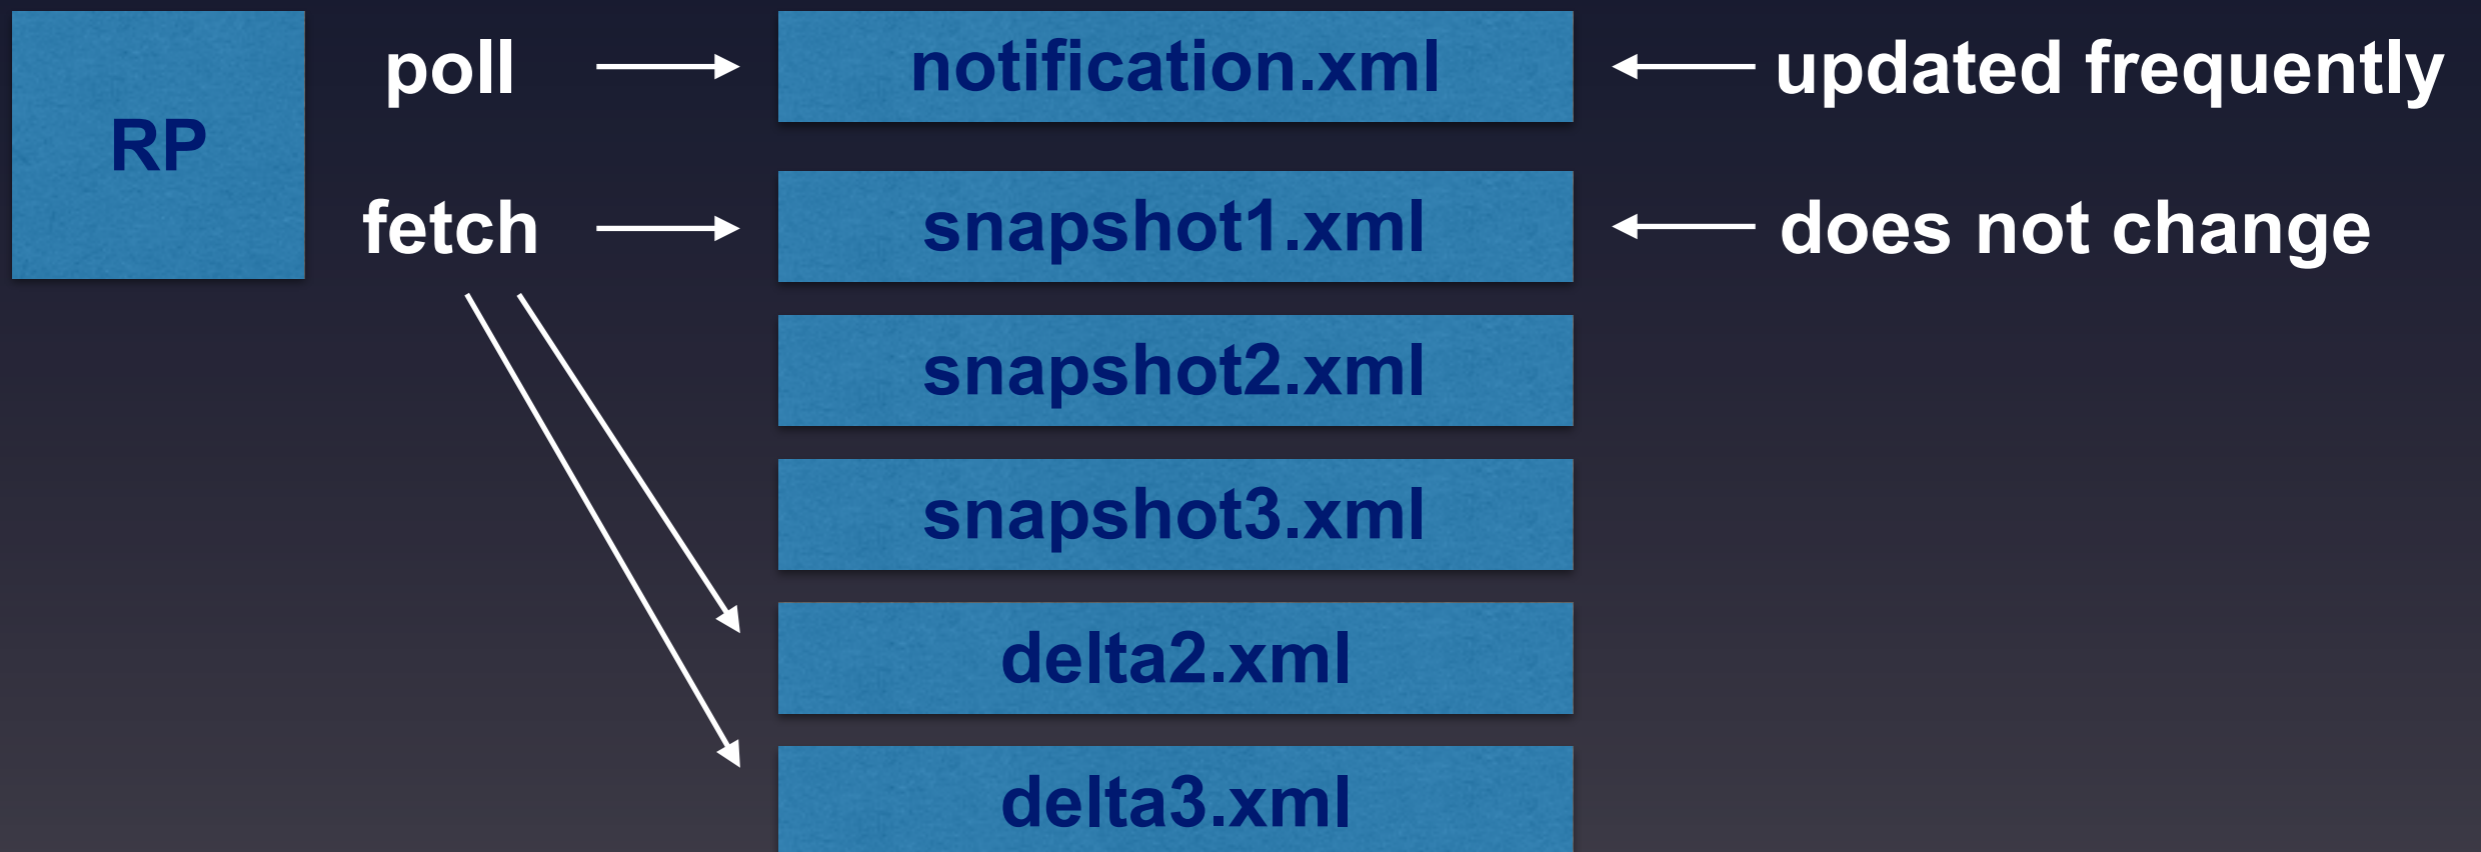 RP
poll
notification.xml
updated frequently
fetch
snapshot1.xml
does not change
snapshot2.xml
snapshot3.xml
delta2.xml
delta3.xml